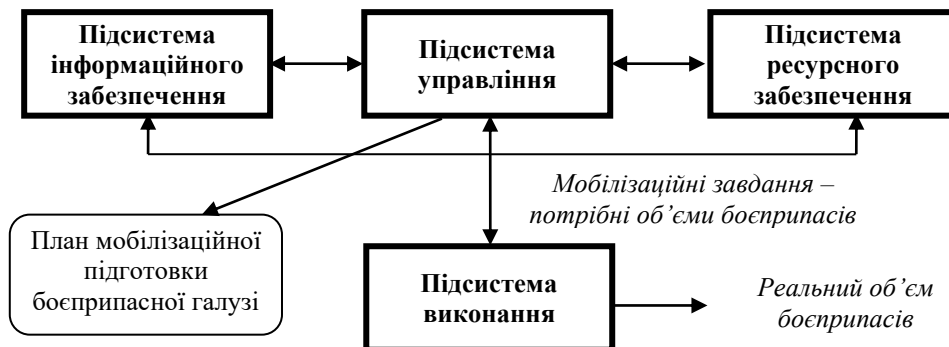 Підсистема
інформаційного
забезпечення
Підсистема
управління
Підсистема
ресурсного
забезпечення
Мобілізаційні завдання –
потрібні об’єми боєприпасів
План мобілізаційної
підготовки
боєприпасної галузі
Підсистема
виконання
Реальний об’єм
боєприпасів